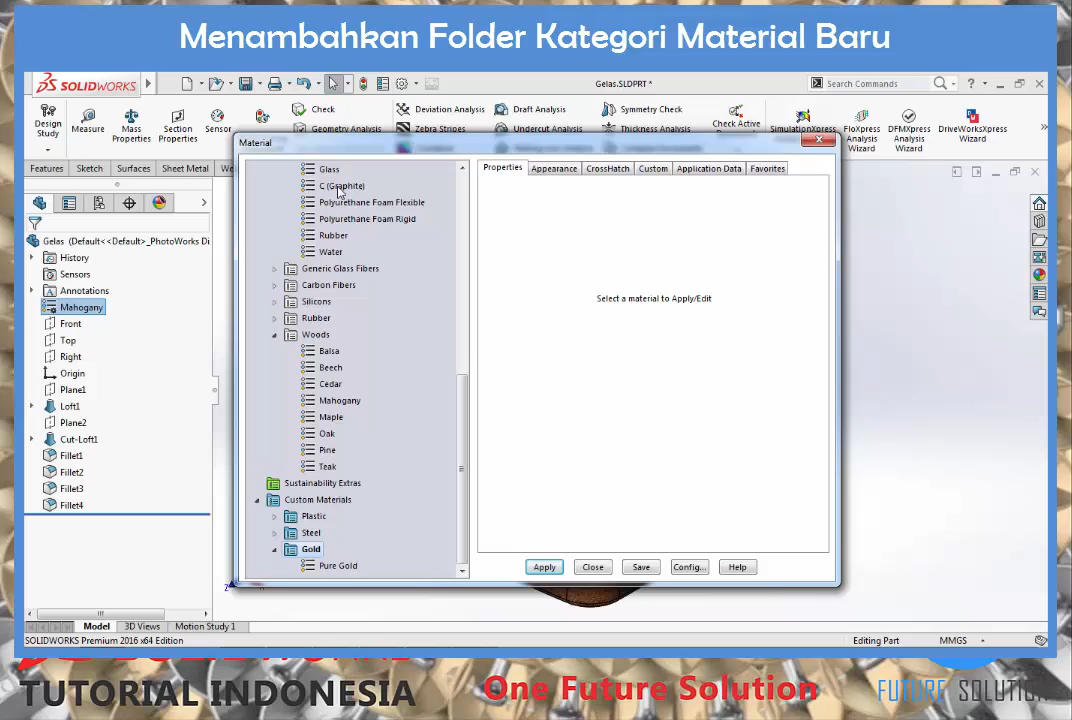 Menambahkan Folder Kategori Material Baru
SOLIDWORKS
Gelas.SLDPRT *
Search Commands
Design Study
Measure
Mass Properties
Section Properties
Sensor
Check
Geometry Analysis
Deviation Analysis
Zebra Stripes
Draft Analysis
Undercut Analysis
Symmetry Check
Thickness Analysis
Check Active
SimulationXpress
FloXpress Analysis Wizard
DFMXpress Analysis Wizard
DriveWorksXpress Wizard
Features
Sketch
Surfaces
Sheet Metal
Gelas (Default<<Default>_PhotoWorks Di
History
Sensors
Annotations
Mahogany
Front
Top
Right
Origin
Plane1
Loft1
Plane2
Cut-Loft1
Fillet1
Fillet2
Fillet3
Fillet4
Material
Glass
C (Graphite)
Polyurethane Foam Flexible
Polyurethane Foam Rigid
Rubber
Water
Generic Glass Fibers
Carbon Fibers
Silicons
Rubber
Woods
Balsa
Beech
Cedar
Mahogany
Maple
Oak
Pine
Teak
Sustainability Extras
Custom Materials
Plastic
Steel
Gold
Pure Gold
Properties
Appearance
CrossHatch
Custom
Application Data
Favorites
Select a material to Apply/Edit
Apply
Close
Save
Config...
Help
Model
3D Views
Motion Study 1
SOLIDWORKS Premium 2016 x64 Edition
Editing Part
MMGS
TUTORIAL INDONESIA
One Future Solution
FUTURE SOLUTION